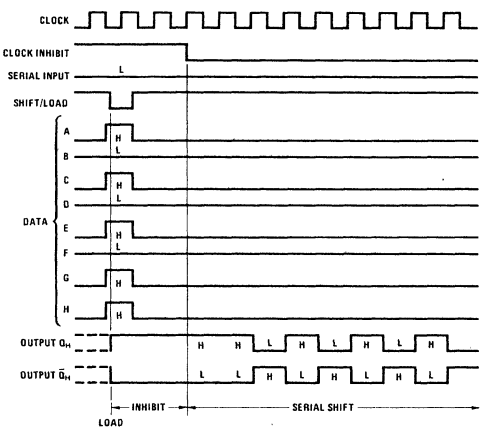 CLOCK
CLOCK INHIBIT
SERIAL INPUT L
SHIFT/LOAD
DATA
A H
B L
C H
D L
E H
F L
G H
H H
OUTPUT QH H H L H L H L H
OUTPUT Q̅H L L H L H L H L
INHIBIT SERIAL SHIFT
LOAD